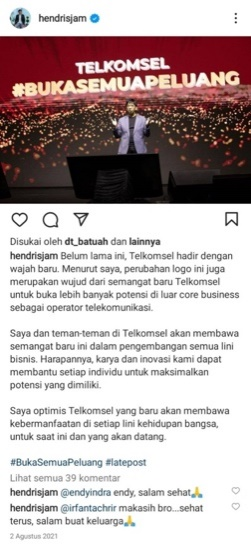 hendrisjam
TELKOMSEL
#BUKASEMUAPELUANG
Disukai oleh dt_batuah dan lainnya
hendrisjam Belum lama ini, Telkomsel hadir dengan
wajah baru. Menurut saya, perubahan logo ini juga
merupakan wujud dari semangat baru Telkomsel
untuk buka lebih banyak potensi di luar core business
sebagai operator telekomunikasi.
Saya dan teman-teman di Telkomsel akan membawa
semangat baru ini dalam pengembangan semua lini
bisnis. Harapannya, karya dan inovasi kami dapat
membantu setiap individu untuk maksimalkan
potensi yang dimiliki.
Saya optimis Telkomsel yang baru akan membawa
kebermanfaatan di setiap lini kehidupan bangsa,
untuk saat ini dan yang akan datang.
#BukaSemuaPeluang #latepost
Lihat semua 39 komentar
hendrisjam @endyindra endy, salam sehat🙏
hendrisjam @irfantachrir makasih bro...sehat
terus, salam buat keluarga🙏
2 Agustus 2021